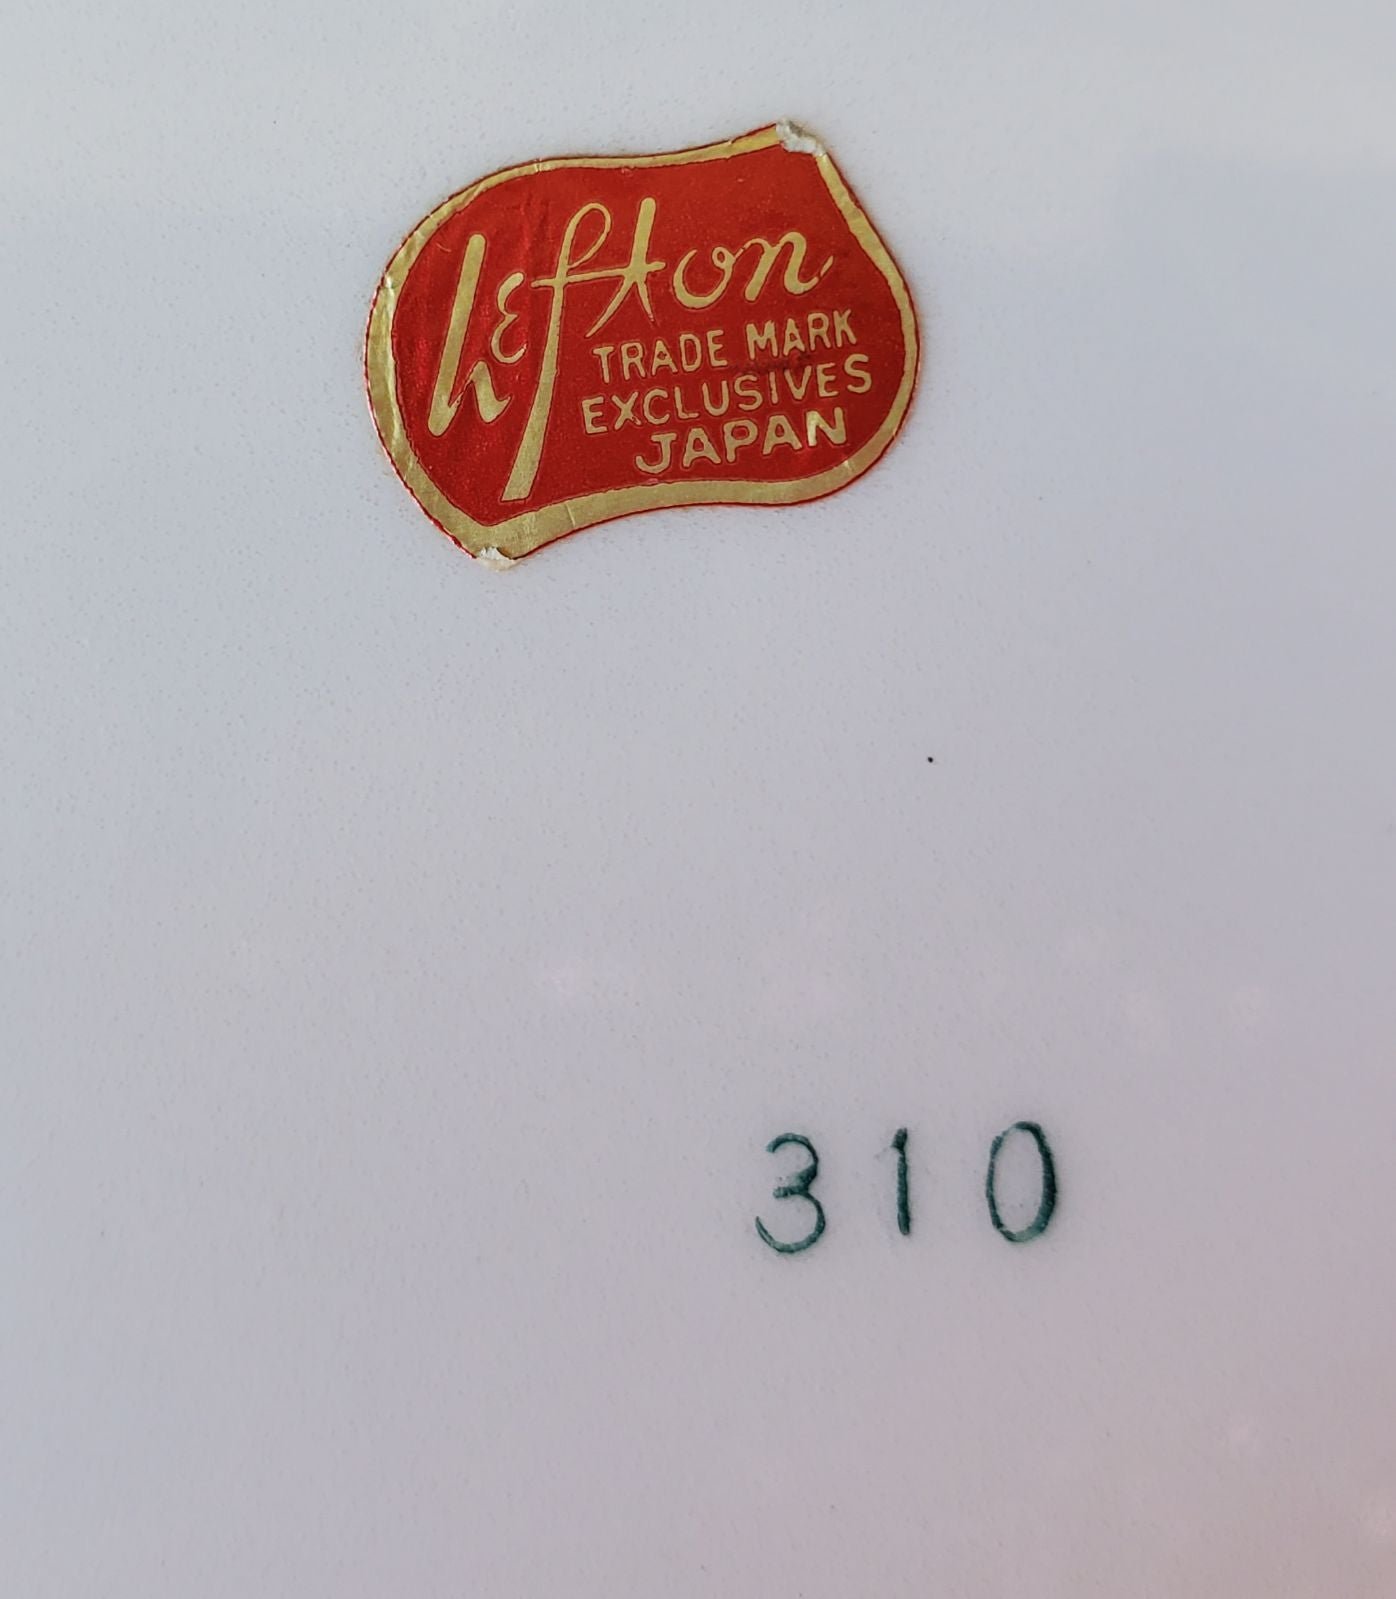 Lefton
TRADE MARK
EXCLUSIVES
JAPAN
310